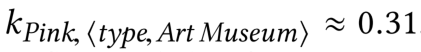 k_{Pink, ⟨type, Art Museum⟩} ≈ 0.31